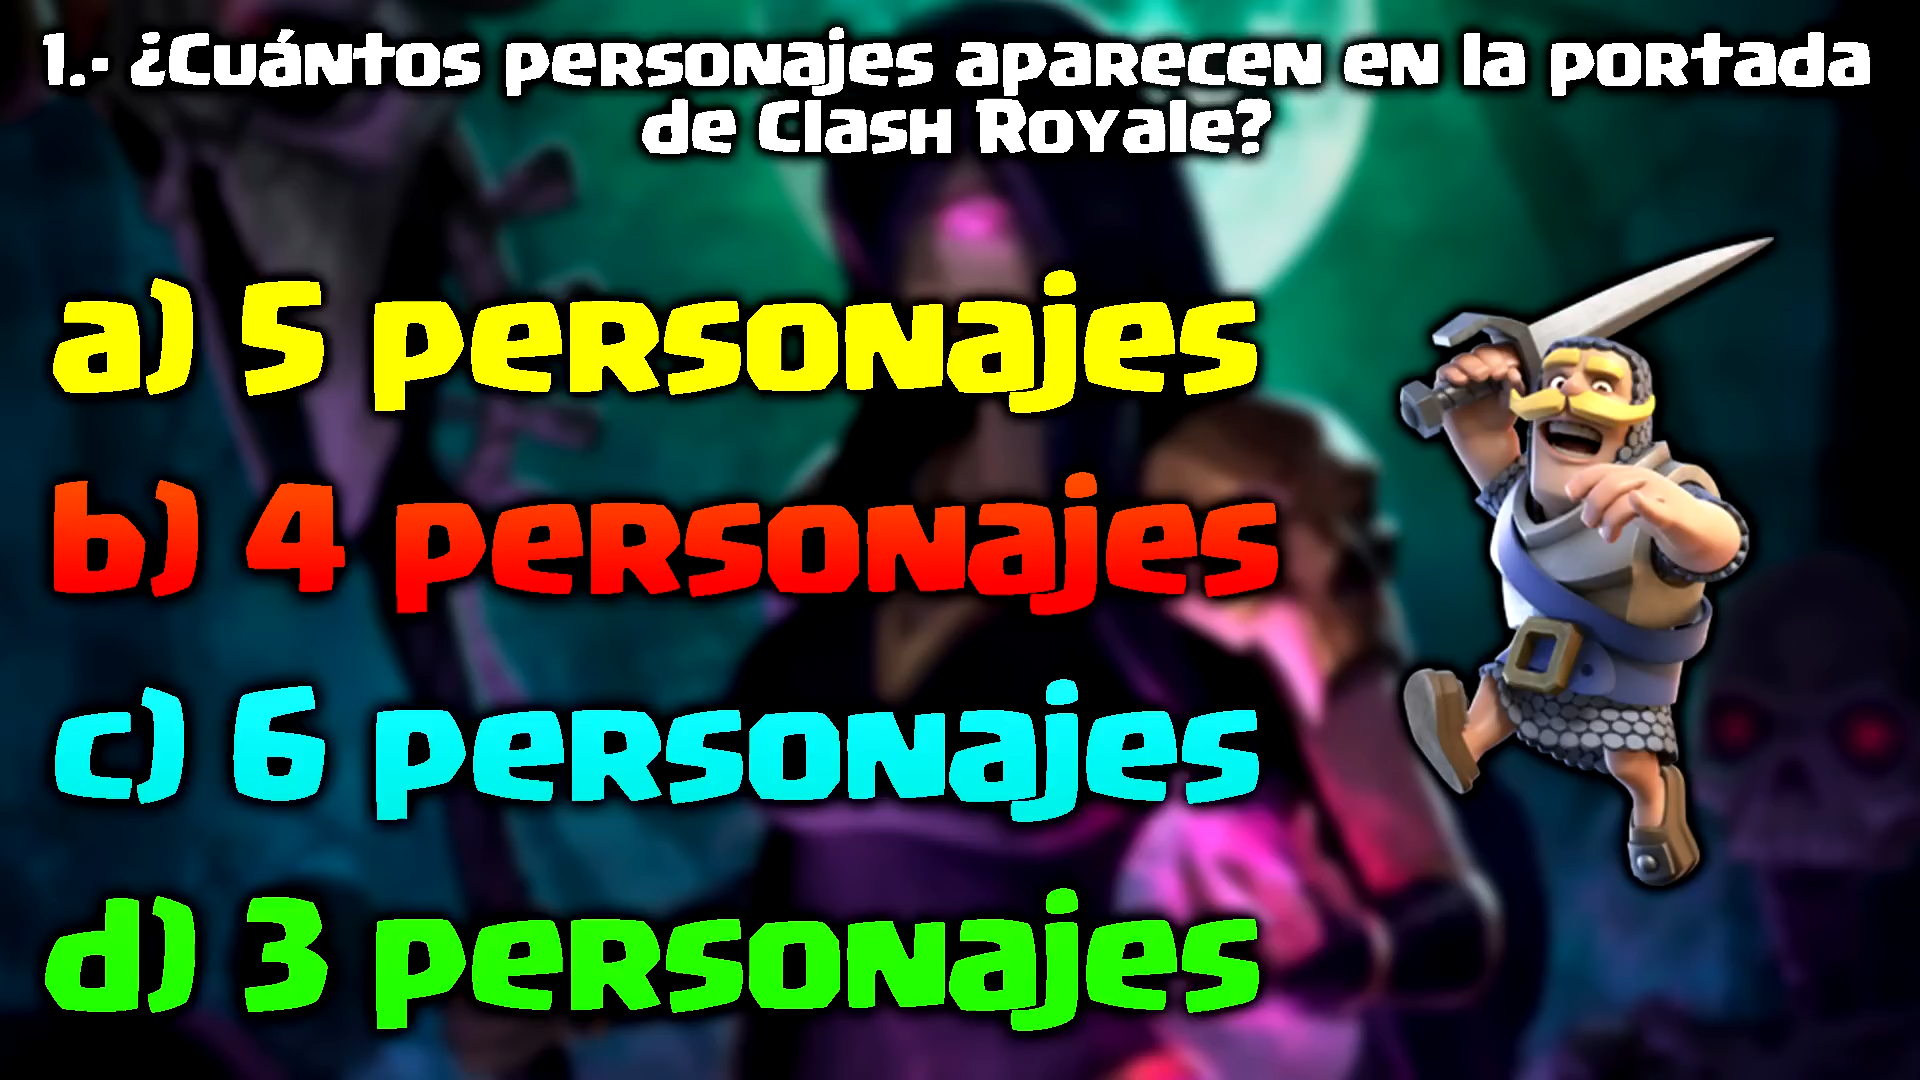 1.- ¿Cuántos personajes aparecen en la portada
de Clash Royale?
a) 5 personajes
b) 4 personajes
c) 6 personajes
d) 3 personajes